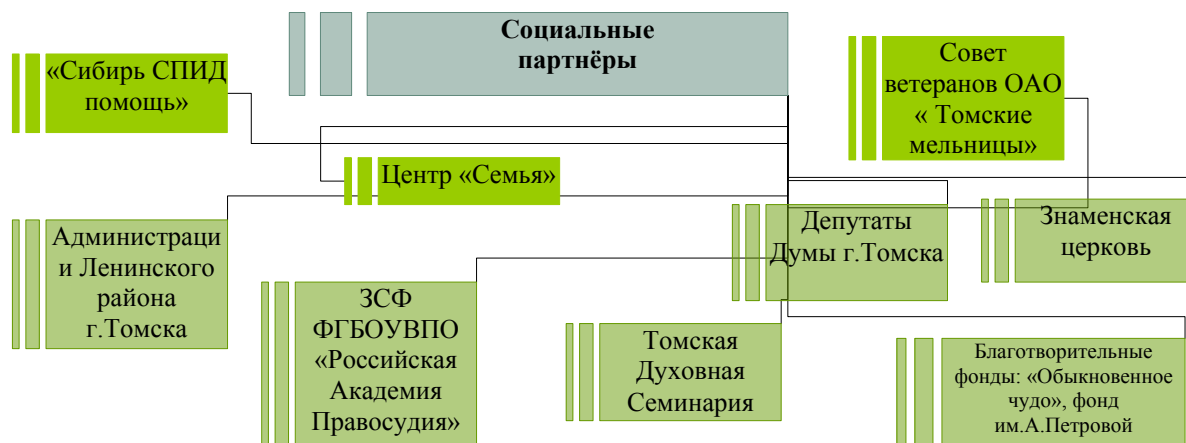 Социальные
партнёры
«Сибирь СПИД
помощь»
Совет
ветеранов ОАО
« Томские
мельницы»
Центр «Семья»
Администраци
и Ленинского
района
г.Томска
Депутаты
Думы г.Томска
Знаменская
церковь
ЗСФ
ФГБОУВПО
«Российская
Академия
Правосудия»
Томская
Духовная
Семинария
Благотворительные
фонды: «Обыкновенное
чудо», фонд
им.А.Петровой